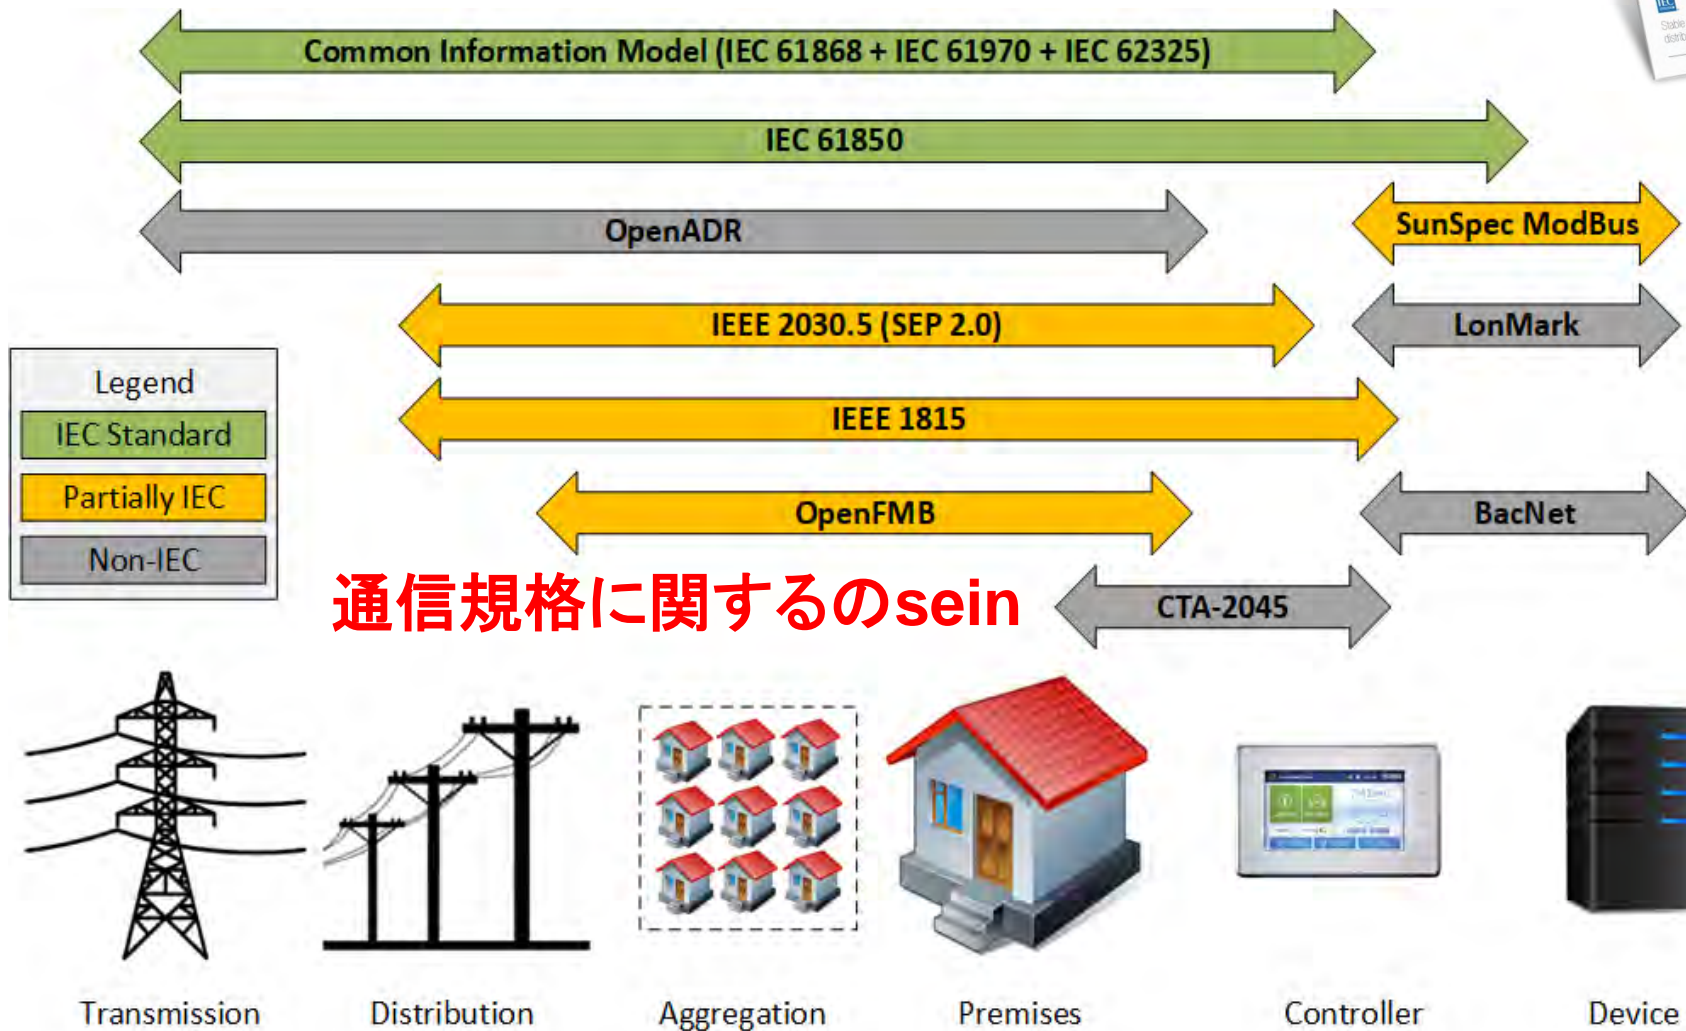 Common Information Model (IEC 61868 + IEC 61970 + IEC 62325)
IEC 61850
OpenADR
SunSpec ModBus
IEEE 2030.5 (SEP 2.0)
LonMark
Legend
IEC Standard
Partially IEC
Non-IEC
IEEE 1815
OpenFMB
BacNet
通信規格に関するのsein
CTA-2045
Transmission
Distribution
Aggregation
Premises
Controller
Device
IEC
Stable